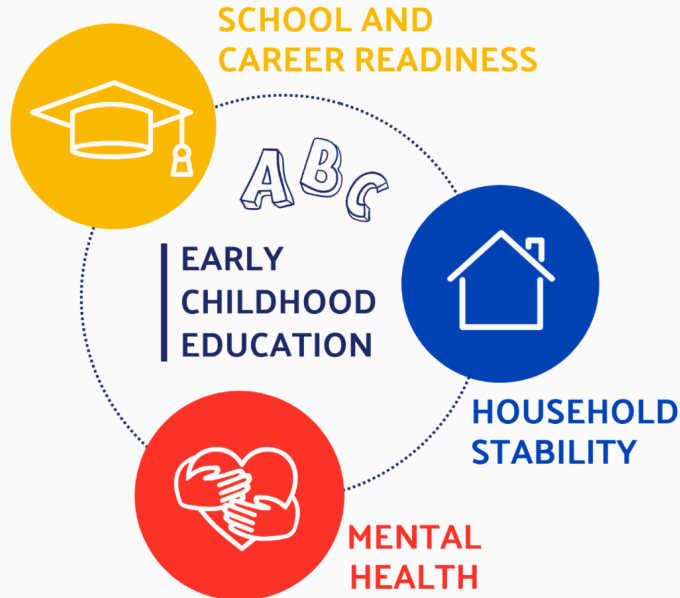 SCHOOL AND
CAREER READINESS
ABC
EARLY
CHILDHOOD
EDUCATION
HOUSEHOLD
STABILITY
MENTAL
HEALTH